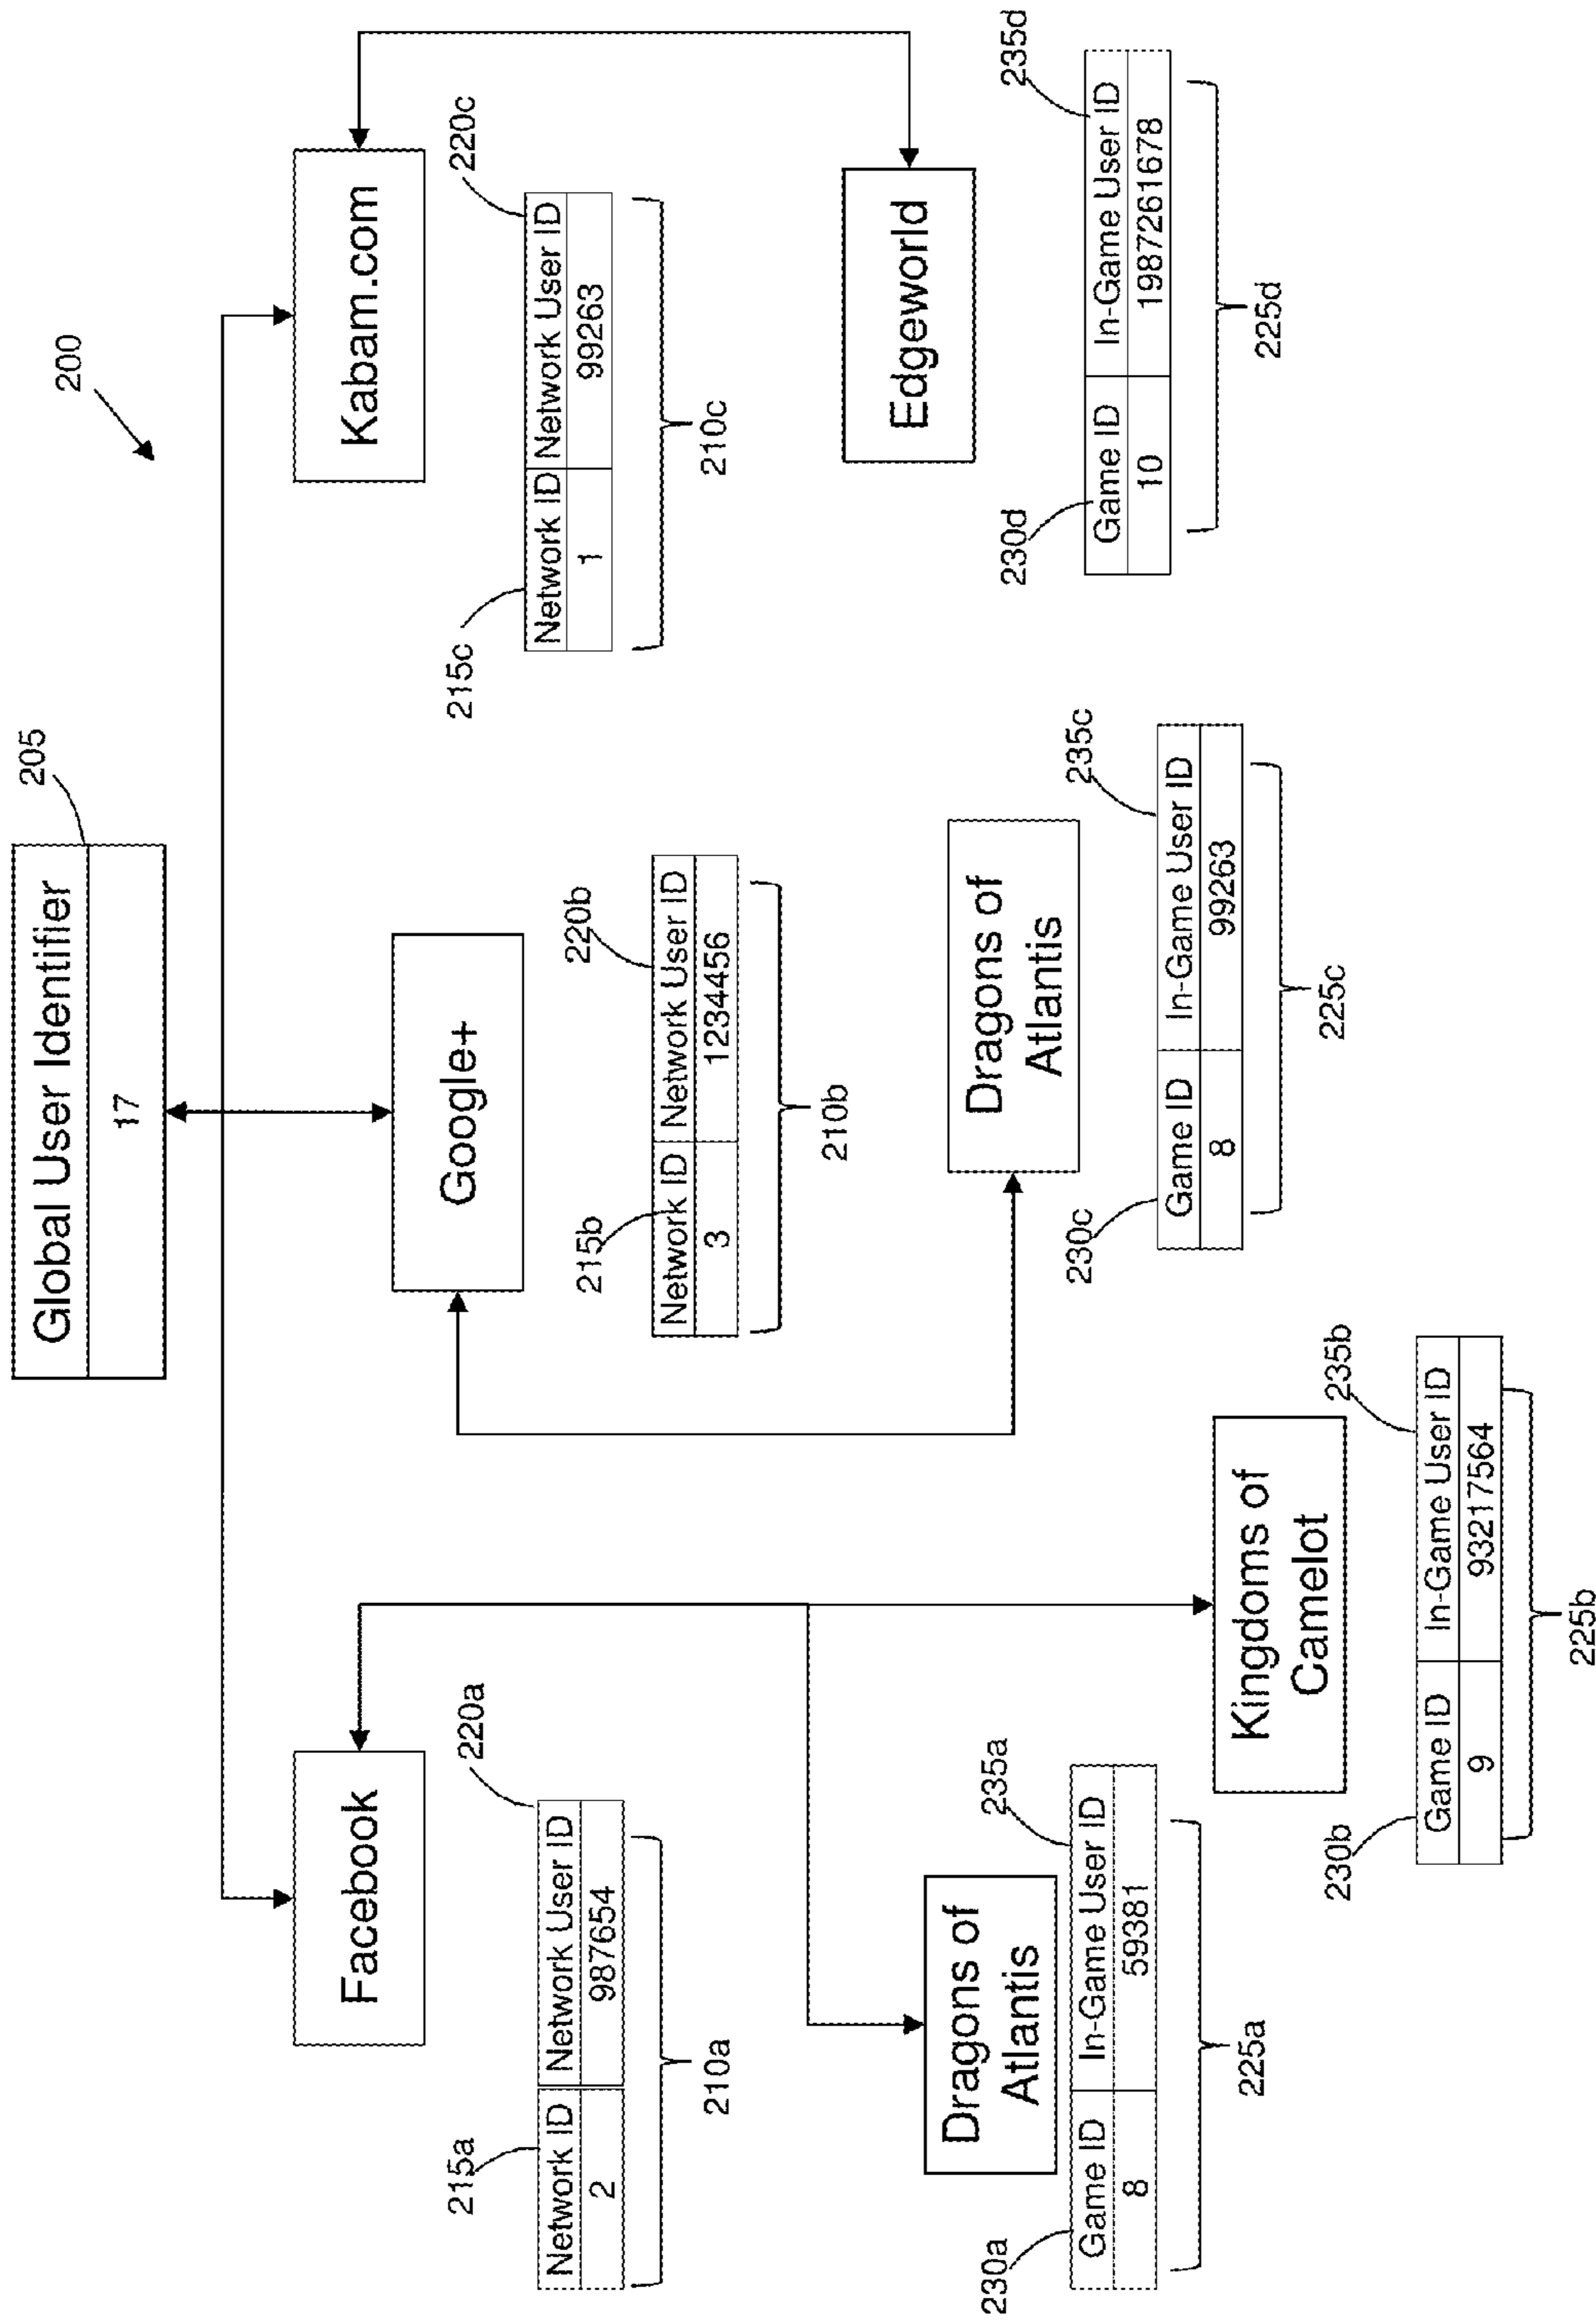 200
Global User Identifier
205
17
Facebook
220a
215a
Network ID Network User ID
2 987654
210a
Google+
220b
215b
Network ID Network User ID
3 1234456
210b
Kabam.com
220c
215c
Network ID Network User ID
1 99263
210c
Dragons of
Atlantis
235a
230a
Game ID In-Game User ID
8 59381
225a
Kingdoms of
Camelot
235b
230b
Game ID In-Game User ID
9 93217564
225b
Dragons of
Atlantis
235c
230c
Game ID In-Game User ID
8 99263
225c
Edgeworld
235d
230d
Game ID In-Game User ID
10 1987261678
225d